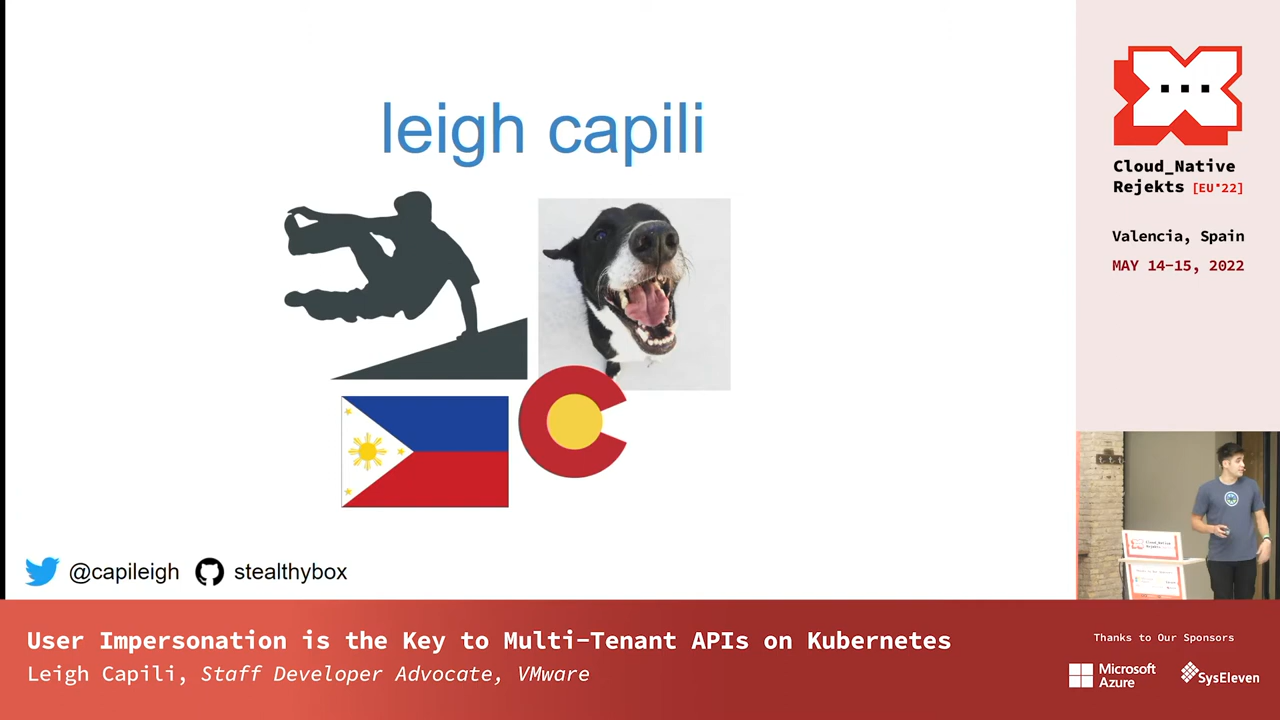 leigh capili
@capileigh
stealthybox
Cloud_Native
Rejekts [EU'22]
Valencia, Spain
MAY 14-15, 2022
Cloud_Native
Rejekts
User Impersonation is the Key to Multi-Tenant APIs on Kubernetes
Leigh Capili, Staff Developer Advocate, VMware
Thanks to Our Sponsors
Microsoft
Azure
SysEleven